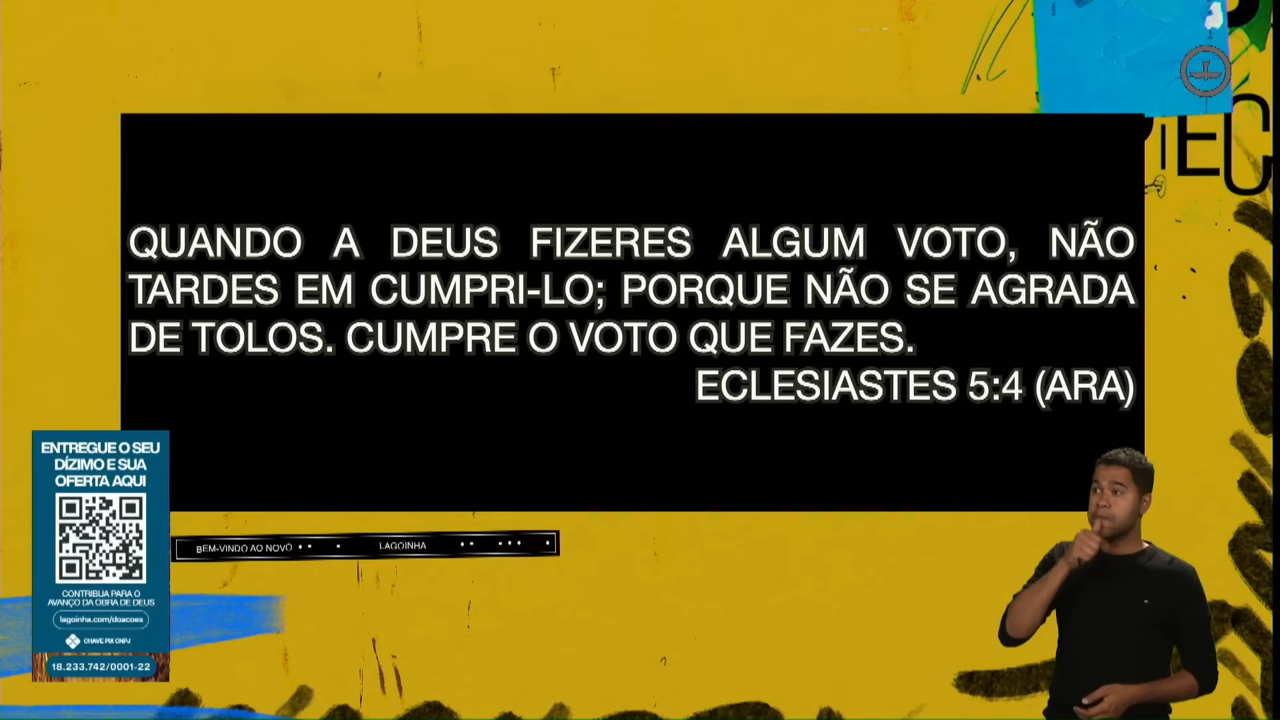 QUANDO A DEUS FIZERES ALGUM VOTO, NÃO
TARDES EM CUMPRI-LO; PORQUE NÃO SE AGRADA
DE TOLOS. CUMPRE O VOTO QUE FAZES.
ECLESIASTES 5:4 (ARA)
ENTREGUE O SEU
DÍZIMO E SUA
OFERTA AQUI
CONTRIBUA PARA O
AVANÇO DA OBRA DE DEUS
lagoinha.com/doacoes
CHAVE PIX CNPJ
18.233.742/0001-22
BEM-VINDO AO NOVO
LAGOINHA